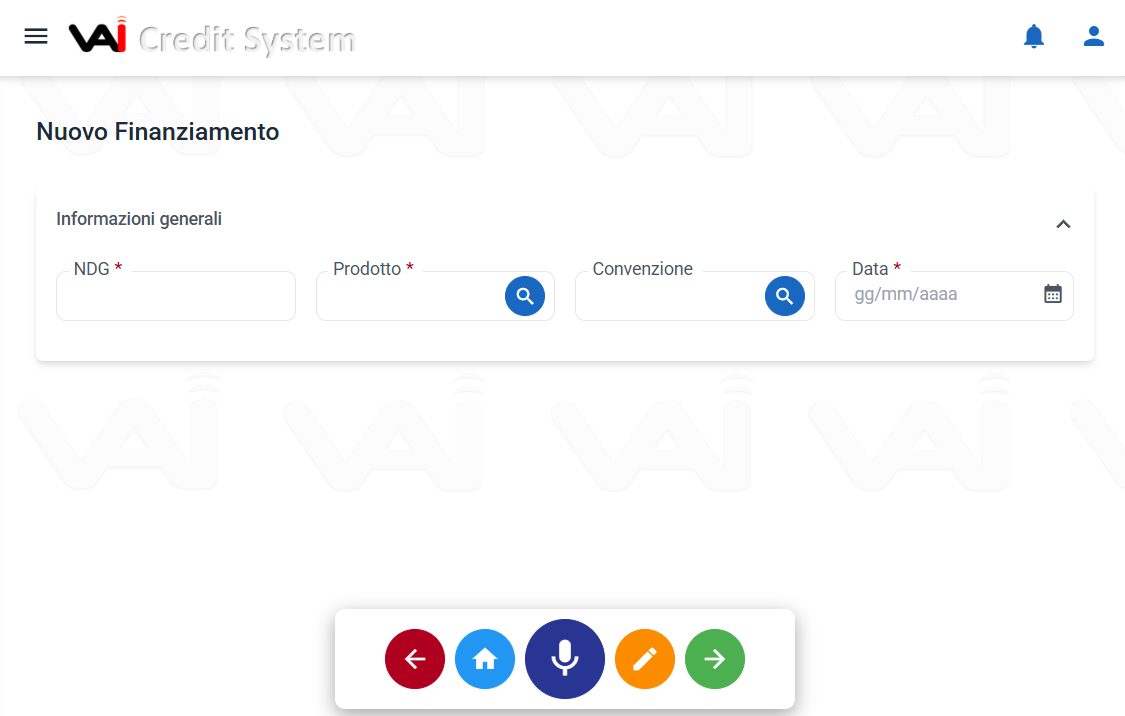 VAI Credit System
Nuovo Finanziamento
Informazioni generali
NDG *
Prodotto *
Convenzione
Data *
gg/mm/aaaa